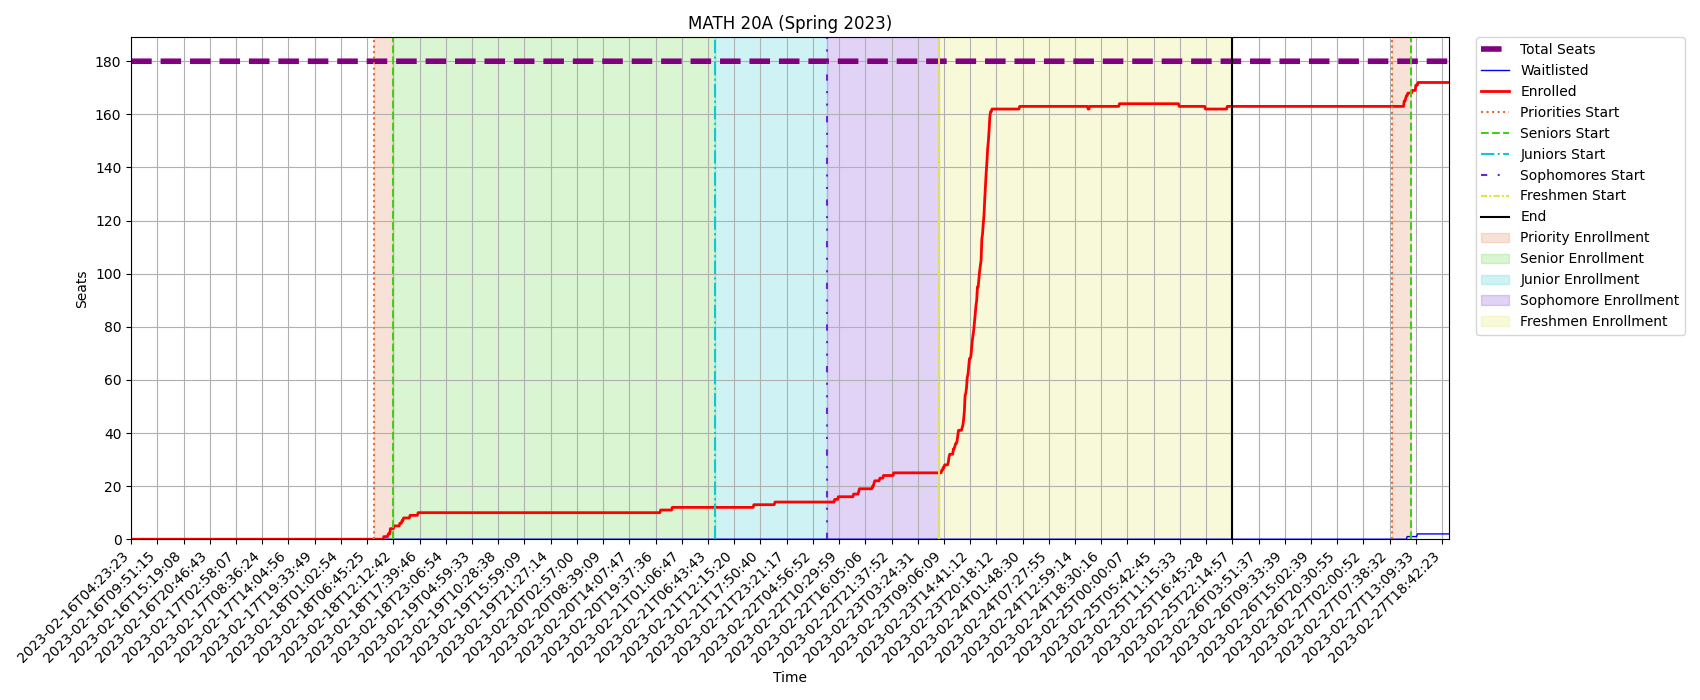 MATH 20A (Spring 2023)
Seats
180
160
140
120
100
80
60
40
20
0
2023-02-16T04:23:23
2023-02-16T09:51:15
2023-02-16T15:19:08
2023-02-16T20:46:43
2023-02-17T02:58:07
2023-02-17T08:36:24
2023-02-17T14:04:56
2023-02-17T19:33:49
2023-02-18T01:02:54
2023-02-18T06:45:25
2023-02-18T12:12:42
2023-02-18T17:39:46
2023-02-18T23:06:54
2023-02-19T04:59:33
2023-02-19T10:28:38
2023-02-19T15:59:09
2023-02-19T21:27:14
2023-02-20T02:57:00
2023-02-20T08:39:09
2023-02-20T14:07:47
2023-02-20T19:37:36
2023-02-21T01:06:47
2023-02-21T06:43:43
2023-02-21T12:15:20
2023-02-21T17:50:40
2023-02-21T23:21:17
2023-02-22T04:56:52
2023-02-22T10:29:59
2023-02-22T16:05:06
2023-02-22T21:37:52
2023-02-23T03:24:31
2023-02-23T09:06:09
2023-02-23T14:41:12
2023-02-23T20:18:12
2023-02-24T01:48:30
2023-02-24T07:27:55
2023-02-24T12:59:14
2023-02-24T18:30:16
2023-02-25T00:00:07
2023-02-25T05:42:45
2023-02-25T11:15:33
2023-02-25T16:45:28
2023-02-25T22:14:57
2023-02-26T03:51:37
2023-02-26T09:33:39
2023-02-26T15:02:39
2023-02-26T20:30:55
2023-02-27T02:00:52
2023-02-27T07:38:32
2023-02-27T13:09:33
2023-02-27T18:42:23
Time
Total Seats
Waitlisted
Enrolled
Priorities Start
Seniors Start
Juniors Start
Sophomores Start
Freshmen Start
End
Priority Enrollment
Senior Enrollment
Junior Enrollment
Sophomore Enrollment
Freshmen Enrollment